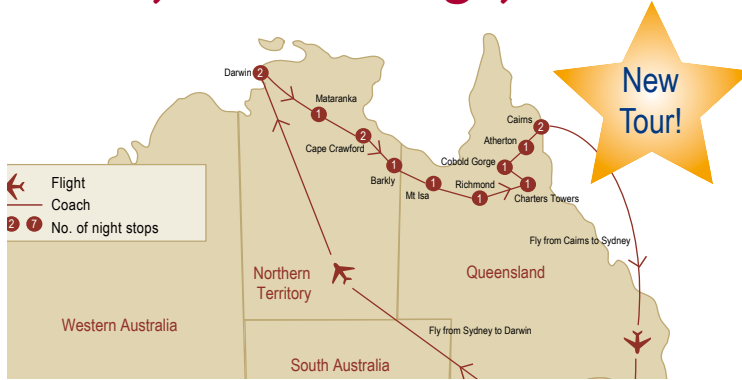 New
Tour!
Darwin 2
Mataranka
1
Cape Crawford
2
Barkly
1
Mt Isa
1
Richmond
1
Charters Towers
1
Cobold Gorge
1
Atherton
1
Cairns
2
Flight
Coach
2 7 No. of night stops
Fly from Cairns to Sydney
Northern
Territory
Queensland
Western Australia
Fly from Sydney to Darwin
South Australia